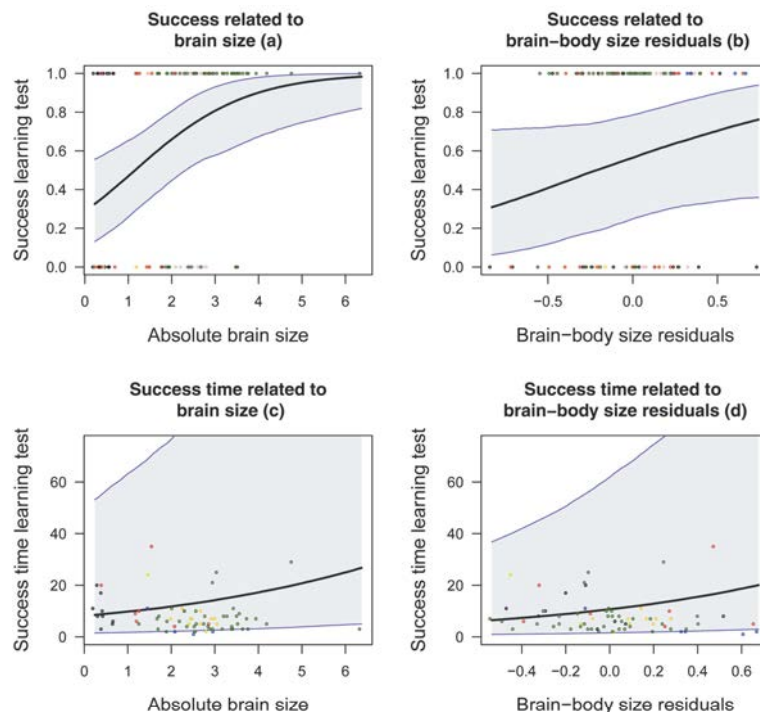 Success related to
brain size (a)
Success related to
brain−body size residuals (b)
Success learning test
1.0
0.8
0.6
0.4
0.2
0.0
0 1 2 3 4 5 6
Absolute brain size
Success learning test
1.0
0.8
0.6
0.4
0.2
0.0
−0.5 0.0 0.5
Brain−body size residuals
Success time related to
brain size (c)
Success time related to
brain−body size residuals (d)
Success time learning test
60
40
20
0
0 1 2 3 4 5 6
Absolute brain size
Success time learning test
60
40
20
0
−0.4 −0.2 0.0 0.2 0.4 0.6
Brain−body size residuals